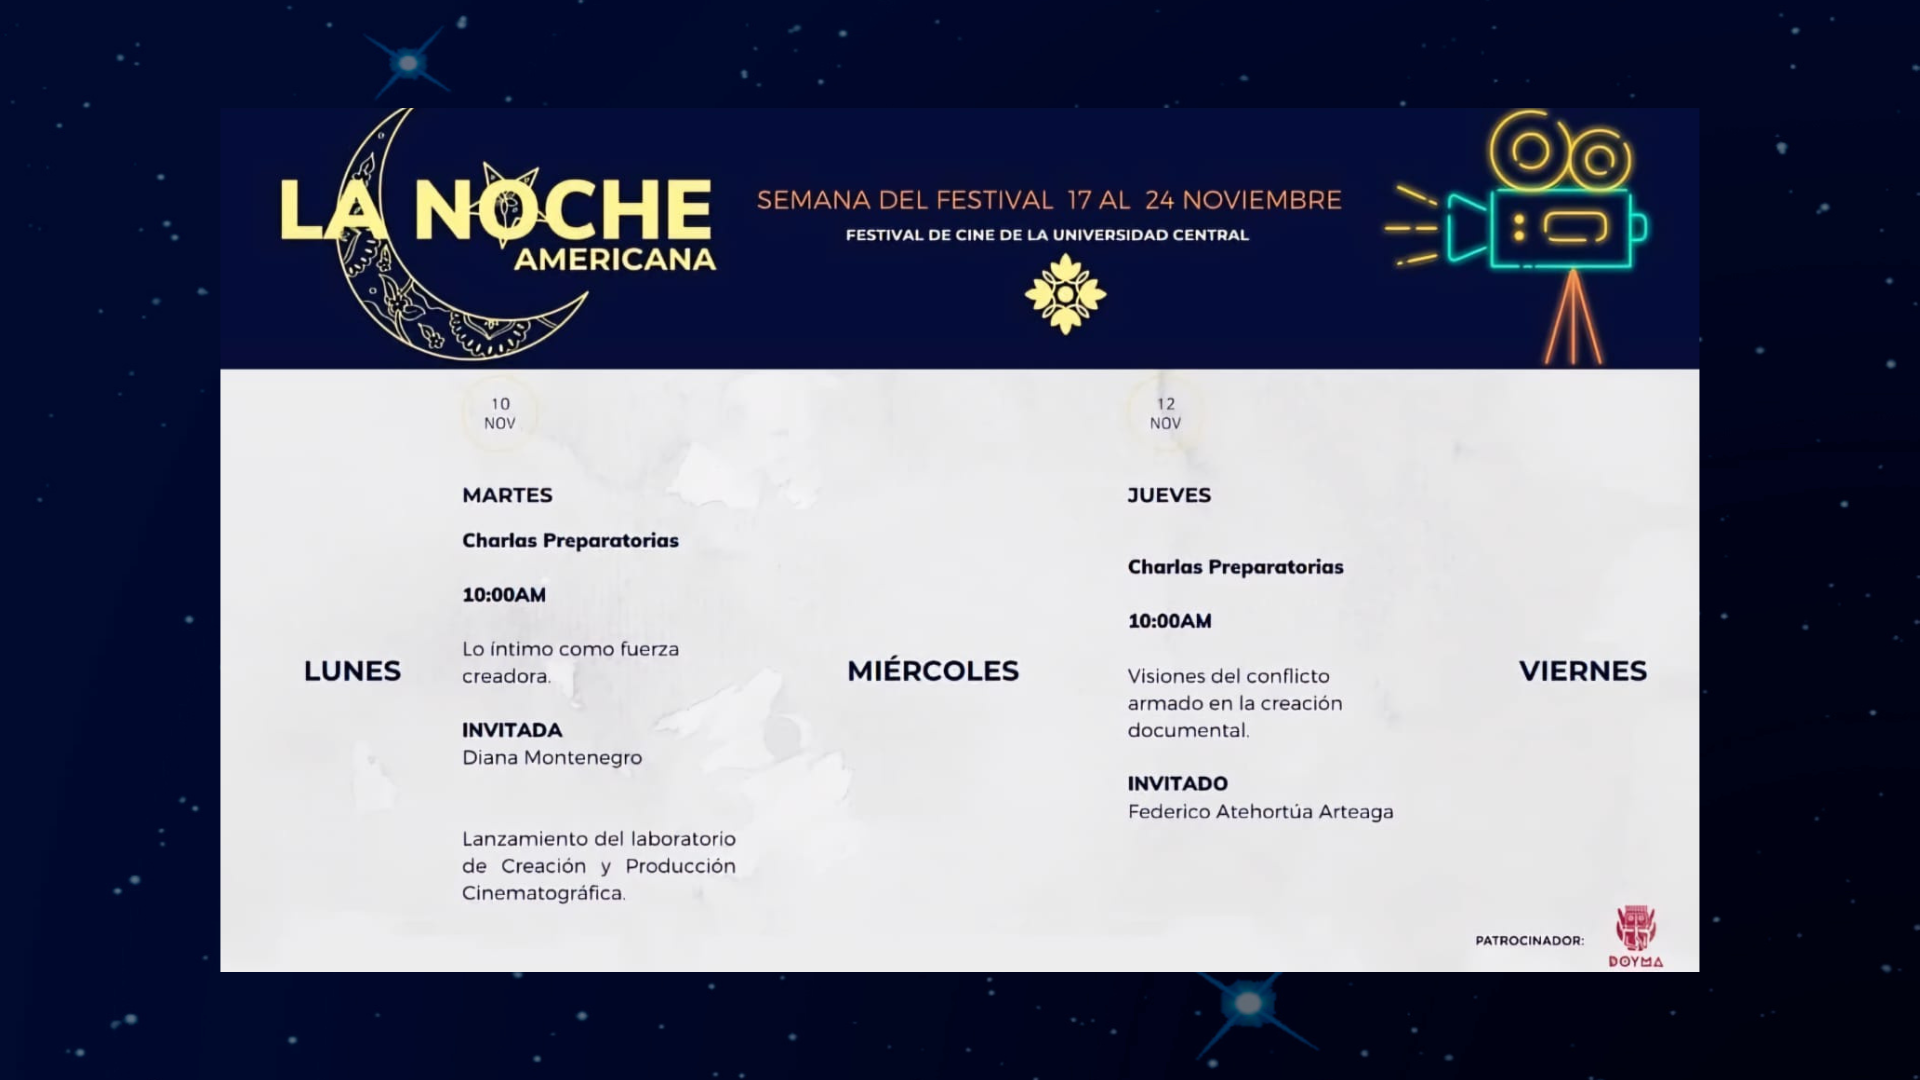 LA NOCHE
AMERICANA
SEMANA DEL FESTIVAL 17 AL 24 NOVIEMBRE
FESTIVAL DE CINE DE LA UNIVERSIDAD CENTRAL
LUNES
10
NOV
MARTES
Charlas Preparatorias
10:00AM
Lo íntimo como fuerza
creadora.
INVITADA
Diana Montenegro
Lanzamiento del laboratorio
de Creación y Producción
Cinematográfica.
MIÉRCOLES
12
NOV
JUEVES
Charlas Preparatorias
10:00AM
Visiones del conflicto
armado en la creación
documental.
INVITADO
Federico Atehortúa Arteaga
VIERNES
PATROCINADOR:
DOYMA